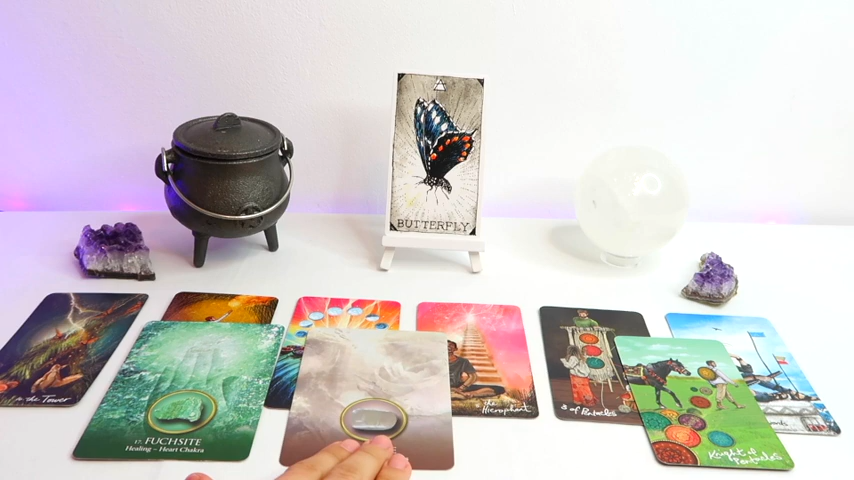 BUTTERFLY
the Tower
17. FUCHSITE
Healing ~ Heart Chakra
the Hierophant
3 of Pentacles
Knight of
Pentacles